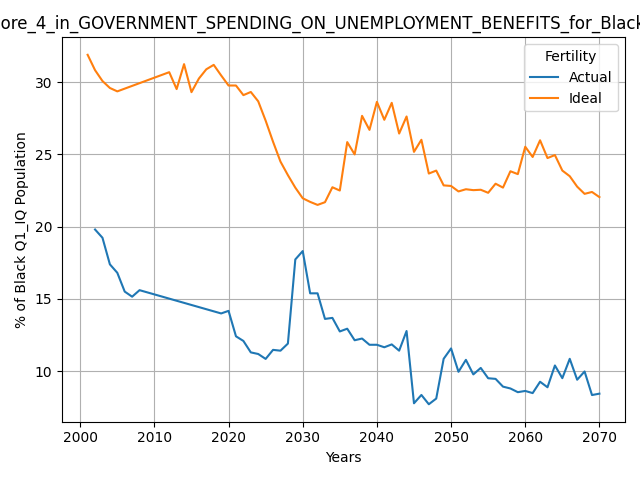 ore_4_in_GOVERNMENT_SPENDING_ON_UNEMPLOYMENT_BENEFITS_for_Black
Fertility
Actual
Ideal
% of Black Q1_IQ Population
30
25
20
15
10
2000
2010
2020
2030
2040
2050
2060
2070
Years